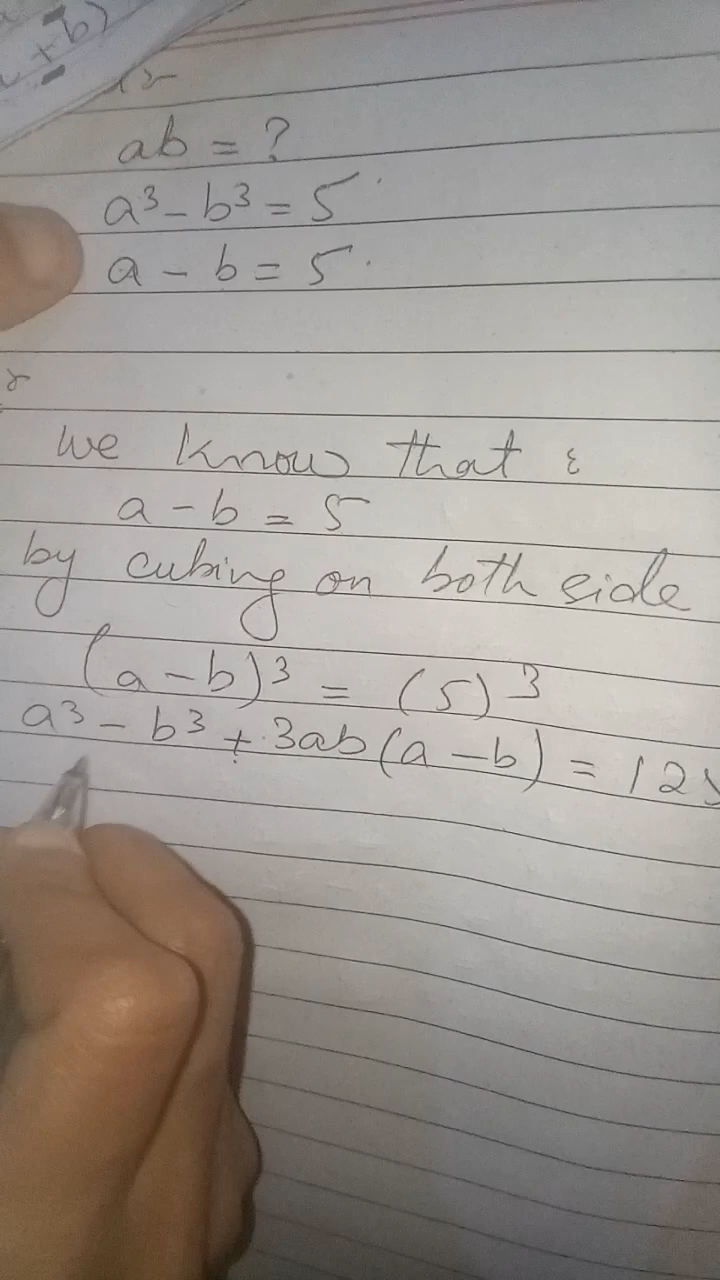 +b)
ab = ?
a³ - b³ = 5
a - b = 5
we know that :
a - b = 5
by cubing on both side
(a - b)³ = (5)³
a³ - b³ + 3ab(a - b) = 125